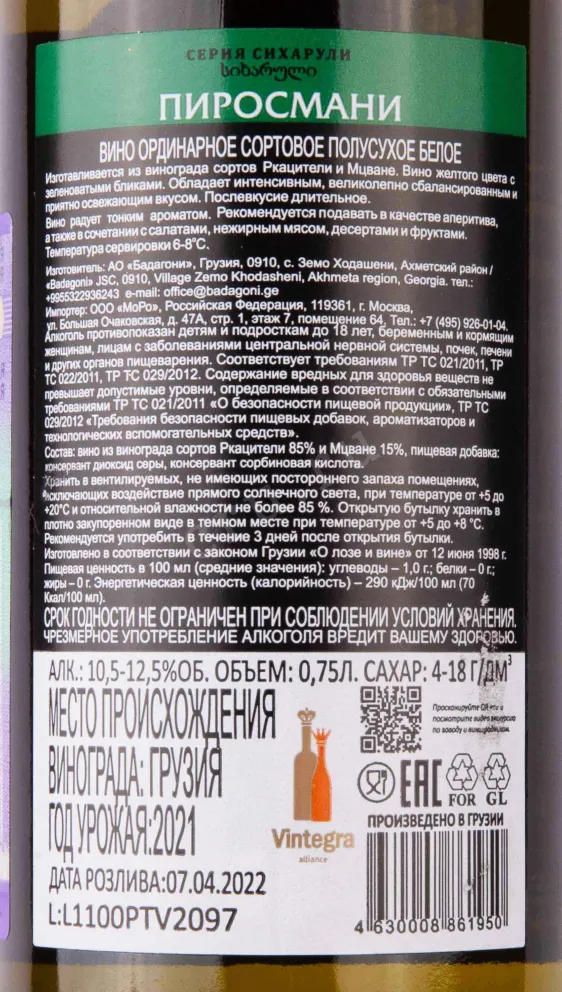 СЕРИЯ СИХАРУЛИ
სიხარული
ПИРОСМАНИ
ВИНО ОРДИНАРНОЕ СОРТОВОЕ ПОЛУСУХОЕ БЕЛОЕ
Изготавливается из винограда сортов Ркацители и Мцване. Вино желтого цвета с
зеленоватыми бликами. Обладает интенсивным, великолепно сбалансированным и
приятно освежающим вкусом. Послевкусие длительное.
Вино радует тонким ароматом. Рекомендуется подавать в качестве аперитива,
а также в сочетании с салатами, нежирным мясом, десертами и фруктами.
Температура сервировки 6-8°С.
Изготовитель: АО «Бадагони», Грузия, 0910, с. Земо Ходашени, Ахметский район /
«Badagoni» JSC, 0910, Village Zemo Khodasheni, Akhmeta region, Georgia. тел.:
+9955322936243 e-mail: office@badagoni.ge
Импортер: ООО «МоРо», Российская Федерация, 119361, г. Москва,
ул. Большая Очаковская, д. 47А, стр. 1, этаж 7, помещение 64, Тел.: +7 (495) 926-01-04.
Алкоголь противопоказан детям и подросткам до 18 лет, беременным и кормящим
женщинам, лицам с заболеваниями центральной нервной системы, почек, печени
и других органов пищеварения. Соответствует требованиям ТР ТС 021/2011, ТР
ТС 022/2011, ТР ТС 029/2012. Содержание вредных для здоровья веществ не
превышает допустимые уровни, определяемые в соответствии с обязательными
требованиями ТР ТС 021/2011 «О безопасности пищевой продукции», ТР ТС
029/2012 «Требования безопасности пищевых добавок, ароматизаторов и
технологических вспомогательных средств».
Состав: вино из винограда сортов Ркацители 85% и Мцване 15%, пищевая добавка:
консервант диоксид серы, консервант сорбиновая кислота.
Хранить в вентилируемых, не имеющих постороннего запаха помещениях,
исключающих воздействие прямого солнечного света, при температуре от +5 до
+20°С и относительной влажности не более 85 %. Открытую бутылку хранить в
плотно закупоренном виде в темном месте при температуре от +5 до +8 °С.
Рекомендуется употребить в течение 3 дней после открытия бутылки.
Изготовлено в соответствии с законом Грузии «О лозе и вине» от 12 июня 1998 г.
Пищевая ценность в 100 мл (средние значения): углеводы – 1,0 г.; белки – 0 г.;
жиры – 0 г. Энергетическая ценность (калорийность) – 290 кДж/100 мл (70
Ккал/100 мл).
СРОК ГОДНОСТИ НЕ ОГРАНИЧЕН ПРИ СОБЛЮДЕНИИ УСЛОВИЙ ХРАНЕНИЯ.
ЧРЕЗМЕРНОЕ УПОТРЕБЛЕНИЕ АЛКОГОЛЯ ВРЕДИТ ВАШЕМУ ЗДОРОВЬЮ.
АЛК.: 10,5-12,5%ОБ. ОБЪЕМ: 0,75Л. САХАР: 4-18 Г/ДМ³
МЕСТО ПРОИСХОЖДЕНИЯ
ВИНОГРАДА: ГРУЗИЯ
ГОД УРОЖАЯ:2021
ДАТА РОЗЛИВА:07.04.2022
L:L1100PTV2097
Vintegra
alliance
Просканируйте QR
посмотрите видео
по заводу и виноградникам.
EAC
FOR GL
ПРОИЗВЕДЕНО В ГРУЗИИ
4 630008 861950